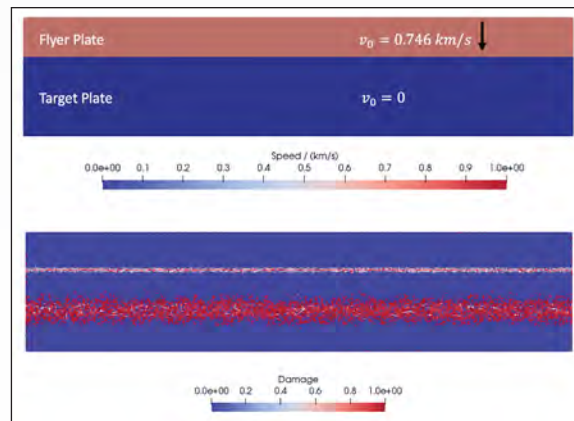 Flyer Plate
v₀ = 0.746 km/s
Target Plate
v₀ = 0
Speed / (km/s)
0.0e+00 0.1 0.2 0.3 0.4 0.5 0.6 0.7 0.8 0.9 1.0e+00
Damage
0.0e+00 0.2 0.4 0.6 0.8 1.0e+00